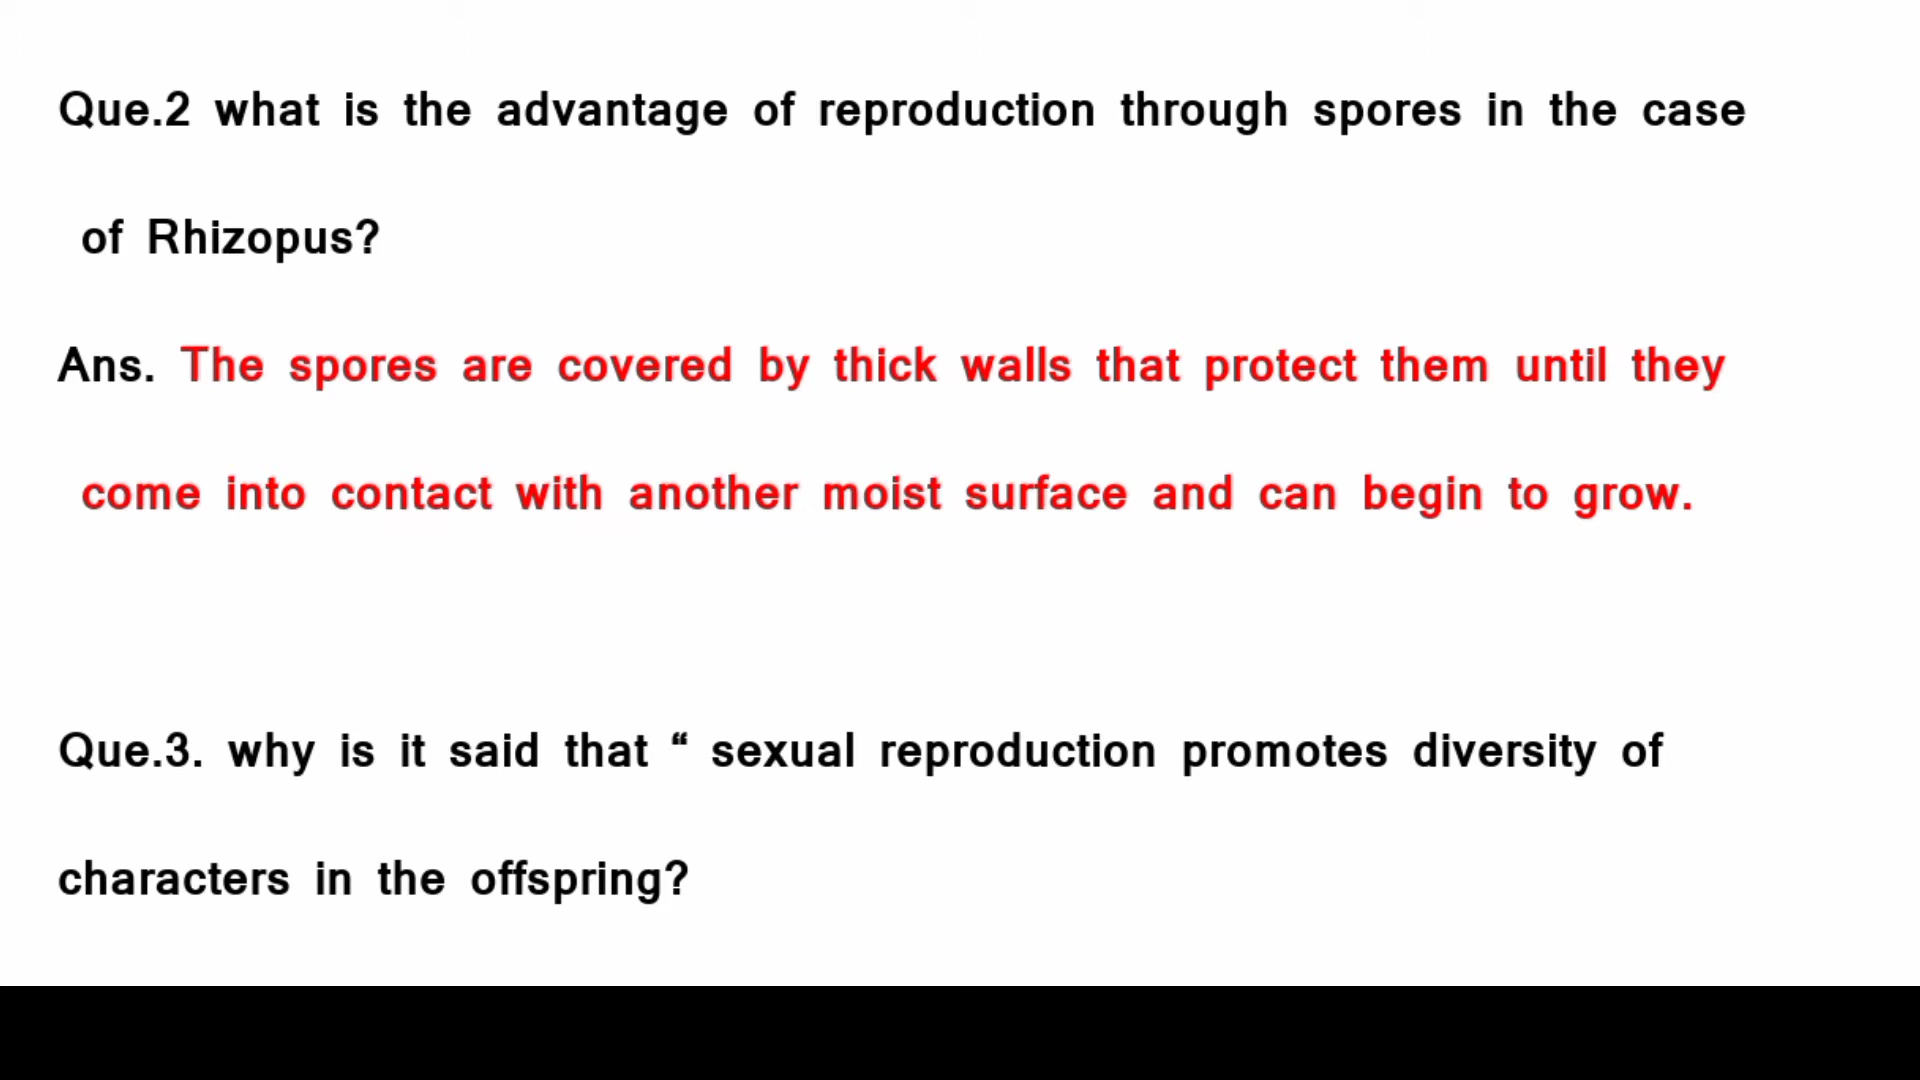 Que.2 what is the advantage of reproduction through spores in the case
of Rhizopus?
Ans. The spores are covered by thick walls that protect them until they
come into contact with another moist surface and can begin to grow.
Que.3. why is it said that “ sexual reproduction promotes diversity of
characters in the offspring?